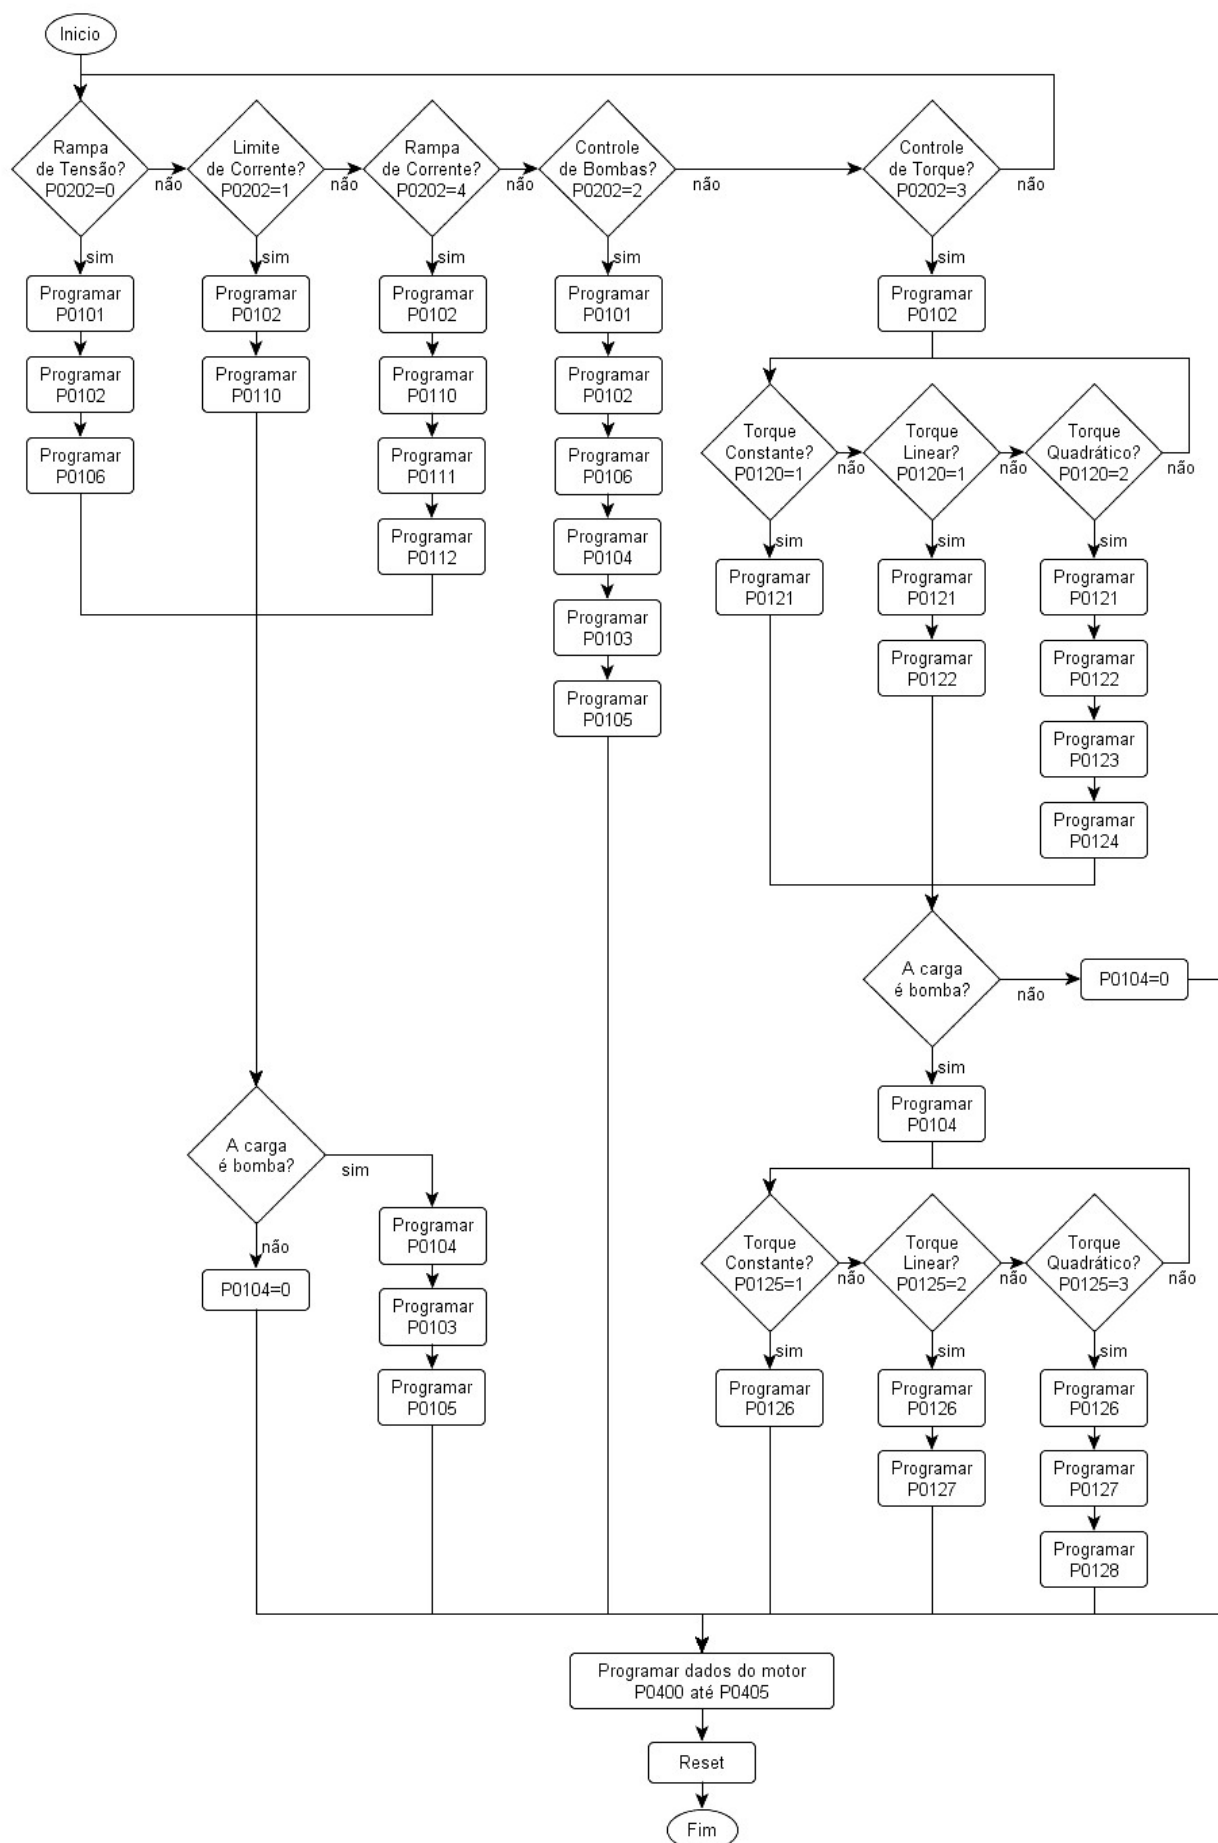 Inicio
Rampa
de Tensão?
P0202=0
não
sim
Limite
de Corrente?
P0202=1
não
sim
Rampa
de Corrente?
P0202=4
não
sim
Controle
de Bombas?
P0202=2
não
sim
Controle
de Torque?
P0202=3
não
sim
Programar
P0101
Programar
P0102
Programar
P0106
Programar
P0102
Programar
P0110
Programar
P0102
Programar
P0110
Programar
P0111
Programar
P0112
Programar
P0101
Programar
P0102
Programar
P0106
Programar
P0104
Programar
P0103
Programar
P0105
Programar
P0102
Torque
Constante?
P0120=1
não
sim
Torque
Linear?
P0120=1
não
sim
Torque
Quadrático?
P0120=2
não
sim
Programar
P0121
Programar
P0121
Programar
P0122
Programar
P0121
Programar
P0122
Programar
P0123
Programar
P0124
A carga
é bomba?
não
P0104=0
sim
Programar
P0104
A carga
é bomba?
sim
não
P0104=0
Programar
P0104
Programar
P0103
Programar
P0105
Torque
Constante?
P0125=1
não
sim
Torque
Linear?
P0125=2
não
sim
Torque
Quadrático?
P0125=3
não
sim
Programar
P0126
Programar
P0126
Programar
P0127
Programar
P0126
Programar
P0127
Programar
P0128
Programar dados do motor
P0400 até P0405
Reset
Fim